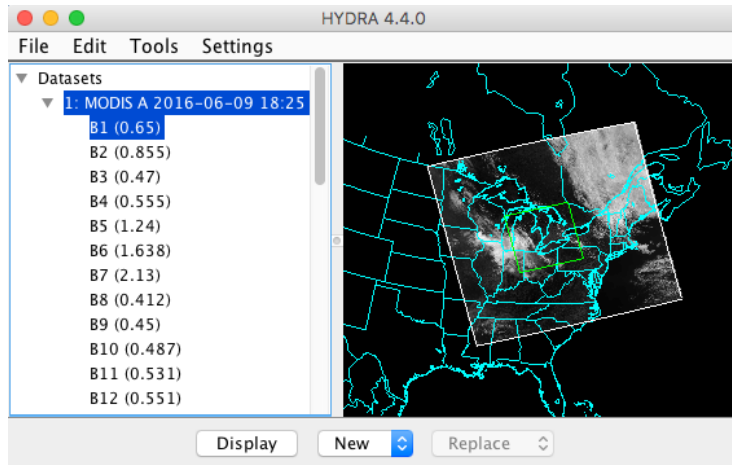 HYDRA 4.4.0
File Edit Tools Settings
Datasets
1: MODIS A 2016-06-09 18:25
B1 (0.65)
B2 (0.855)
B3 (0.47)
B4 (0.555)
B5 (1.24)
B6 (1.638)
B7 (2.13)
B8 (0.412)
B9 (0.45)
B10 (0.487)
B11 (0.531)
B12 (0.551)
Display New Replace